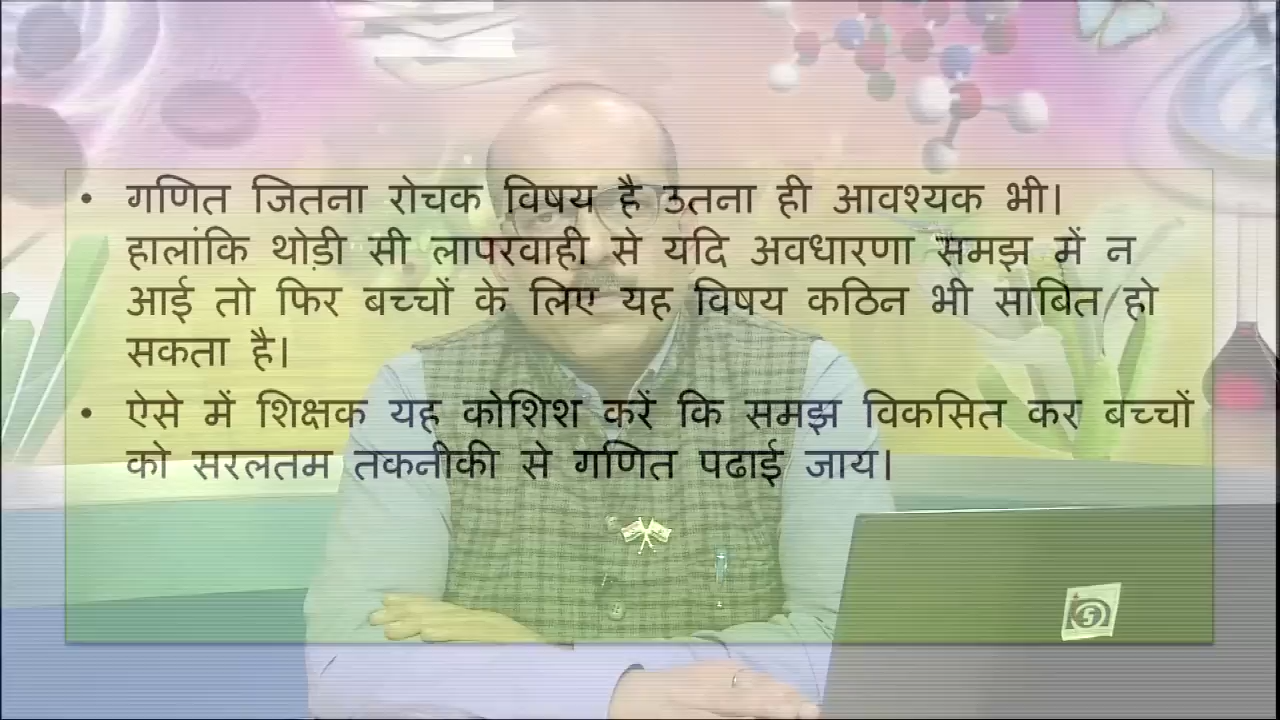 • गणित जितना रोचक विषय है उतना ही आवश्यक भी।
हालांकि थोड़ी सी लापरवाही से यदि अवधारणा समझ में न
आई तो फिर बच्चों के लिए यह विषय कठिन भी साबित हो
सकता है।
• ऐसे में शिक्षक यह कोशिश करें कि समझ विकसित कर बच्चों
को सरलतम तकनीकी से गणित पढाई जाय।